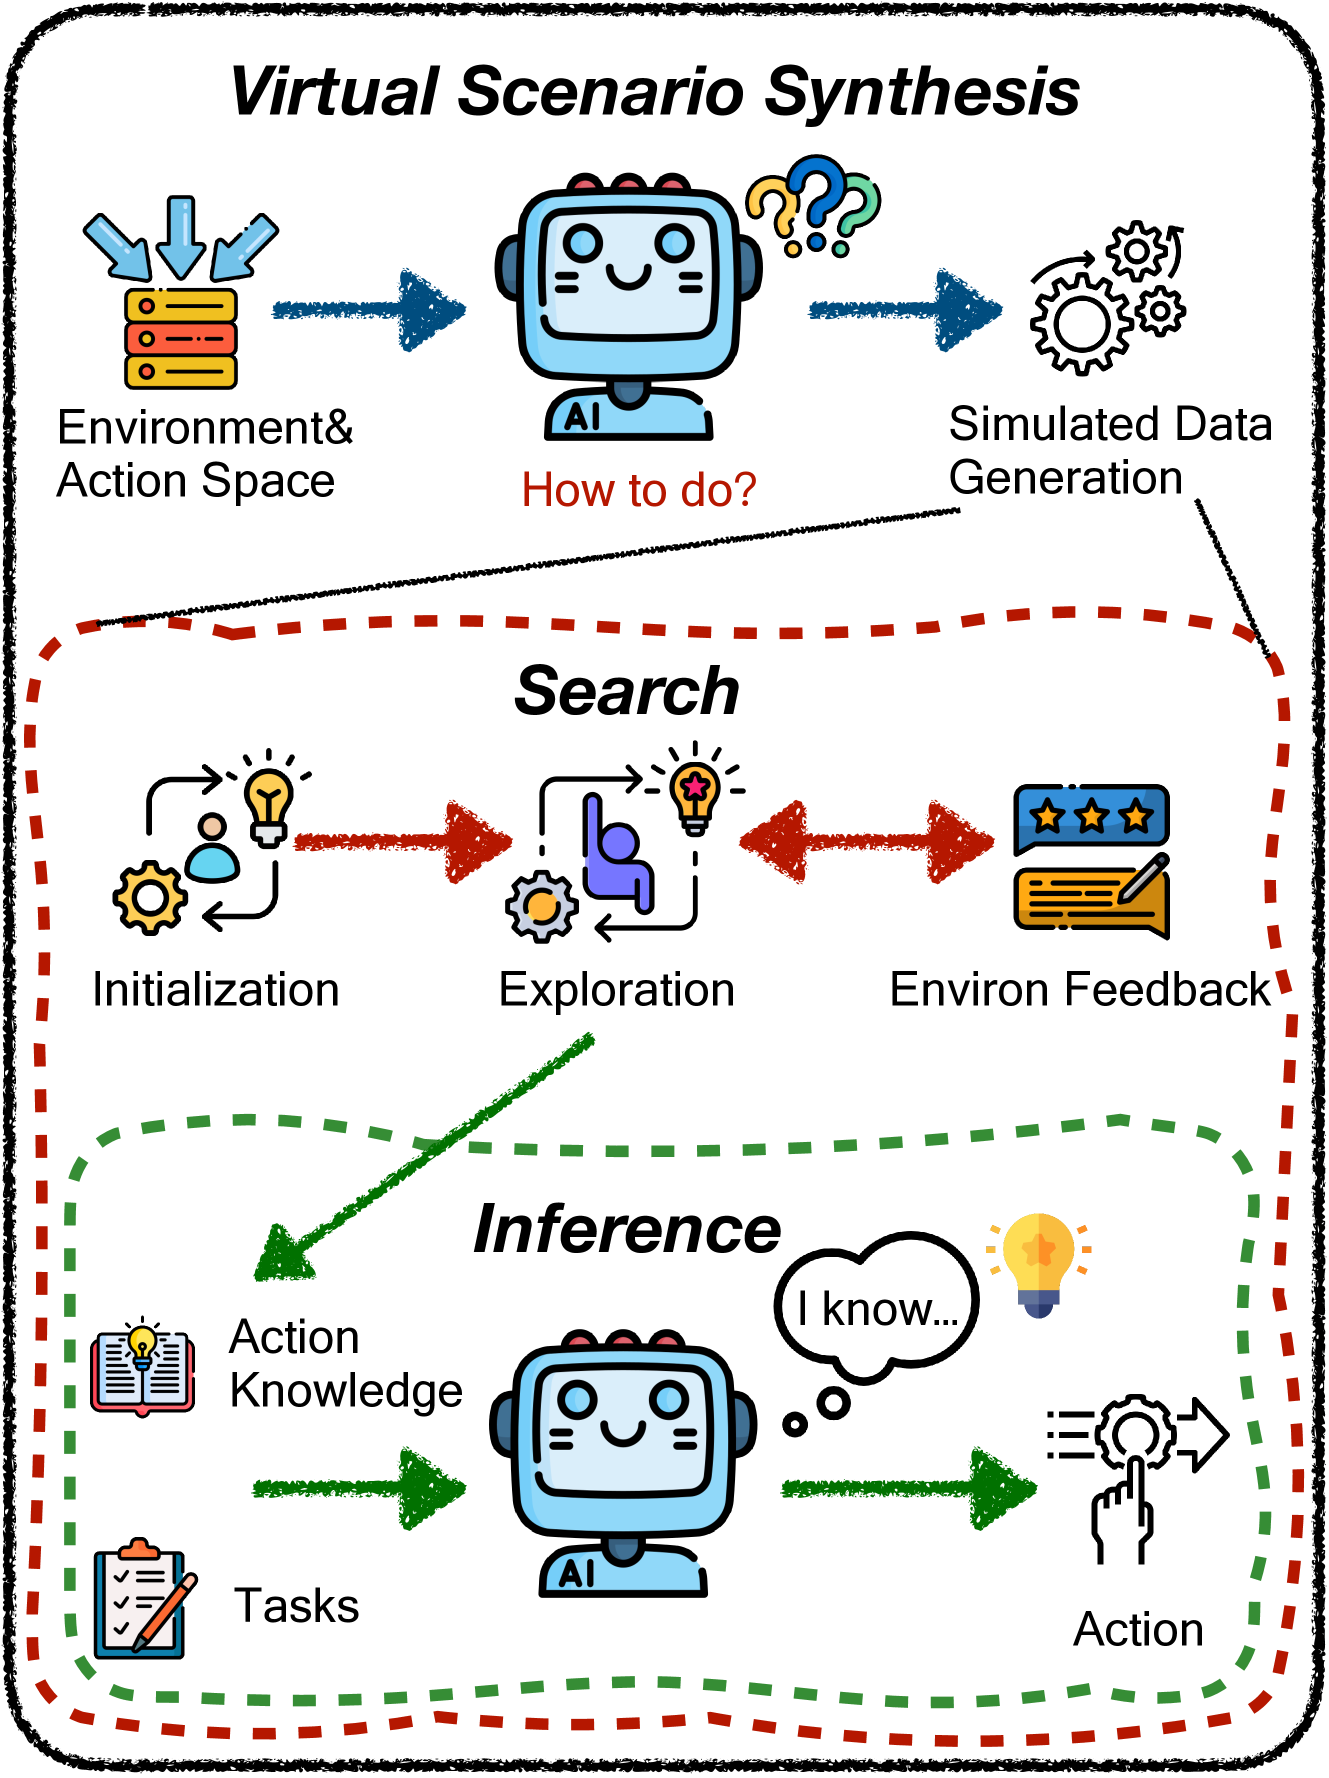 Virtual Scenario Synthesis
AI
Environment&
Action Space
How to do?
Simulated Data
Generation
Search
Initialization
Exploration
Environ Feedback
Inference
I know...
Action
Knowledge
AI
Tasks
Action